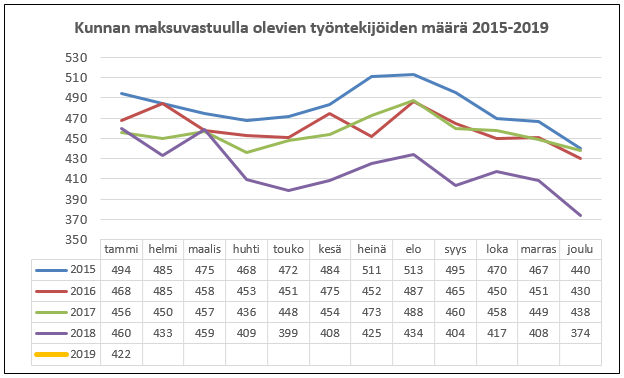 Kunnan maksuvastuulla olevien työntekijöiden määrä 2015-2019
530
510
490
470
450
430
410
390
370
350
tammi helmi maalis huhti touko kesä heinä elo syys loka marras joulu
2015 494 485 475 468 472 484 511 513 495 470 467 440
2016 468 485 458 453 451 475 452 487 465 450 451 430
2017 456 450 457 436 448 454 473 488 460 458 449 438
2018 460 433 459 409 399 408 425 434 404 417 408 374
2019 422